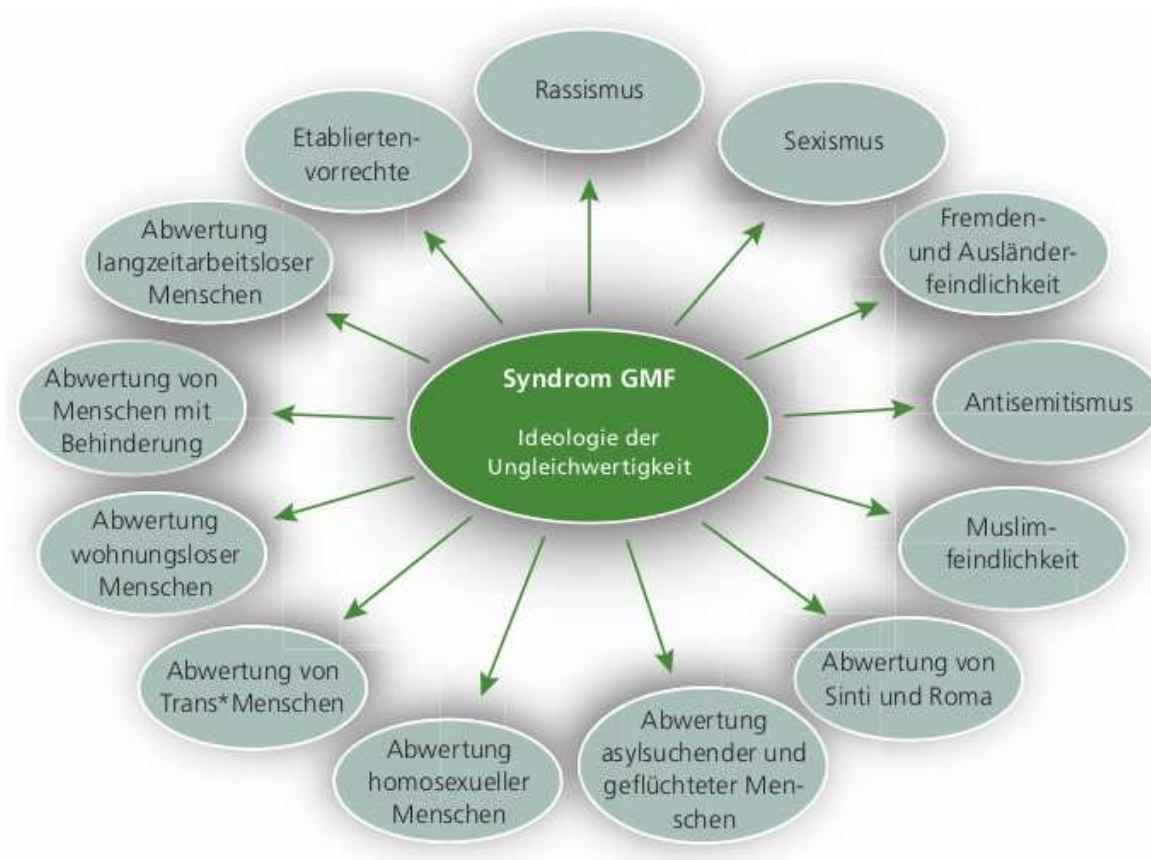 Rassismus
Sexismus
Fremden-
und Ausländer-
feindlichkeit
Antisemitismus
Muslim-
feindlichkeit
Abwertung von
Sinti und Roma
Abwertung
asylsuchender und
geflüchteter Men-
schen
Abwertung
homosexueller
Menschen
Abwertung von
Trans*Menschen
Abwertung
wohnungsloser
Menschen
Abwertung von
Menschen mit
Behinderung
Abwertung
langzeitarbeitsloser
Menschen
Etablierten-
vorrechte
Syndrom GMF
Ideologie der
Ungleichwertigkeit